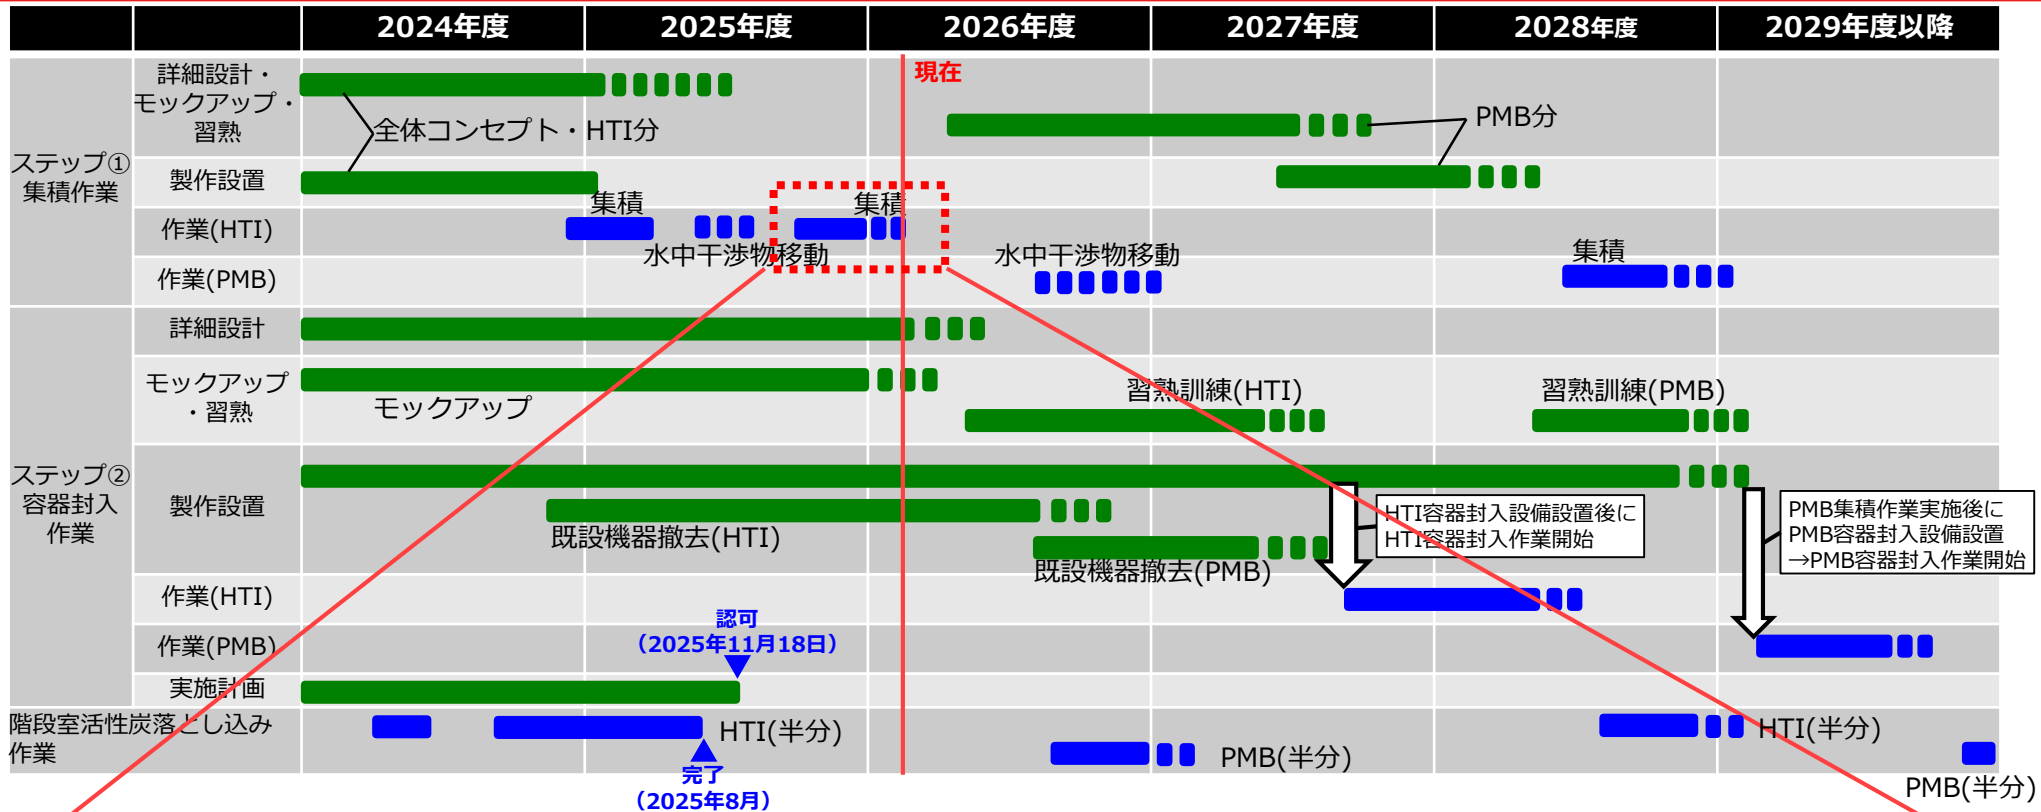 2024年度 2025年度 2026年度 2027年度 2028年度 2029年度以降
現在
ステップ①
集積作業
詳細設計・
モックアップ・
習熟
全体コンセプト・HTI分
PMB分
製作設置
作業(HTI)
集積
水中干渉物移動
集積
作業(PMB)
水中干渉物移動
集積
ステップ②
容器封入
作業
詳細設計
モックアップ
・習熟
モックアップ
習熟訓練(HTI)
習熟訓練(PMB)
製作設置
既設機器撤去(HTI)
既設機器撤去(PMB)
HTI容器封入設備設置後に
HTI容器封入作業開始
PMB集積作業実施後に
PMB容器封入設備設置
→PMB容器封入作業開始
作業(HTI)
作業(PMB)
認可
（2025年11月18日）
実施計画
階段室活性炭落とし込み
作業
HTI(半分)
完了
（2025年8月）
PMB(半分)
HTI(半分)
PMB(半分)